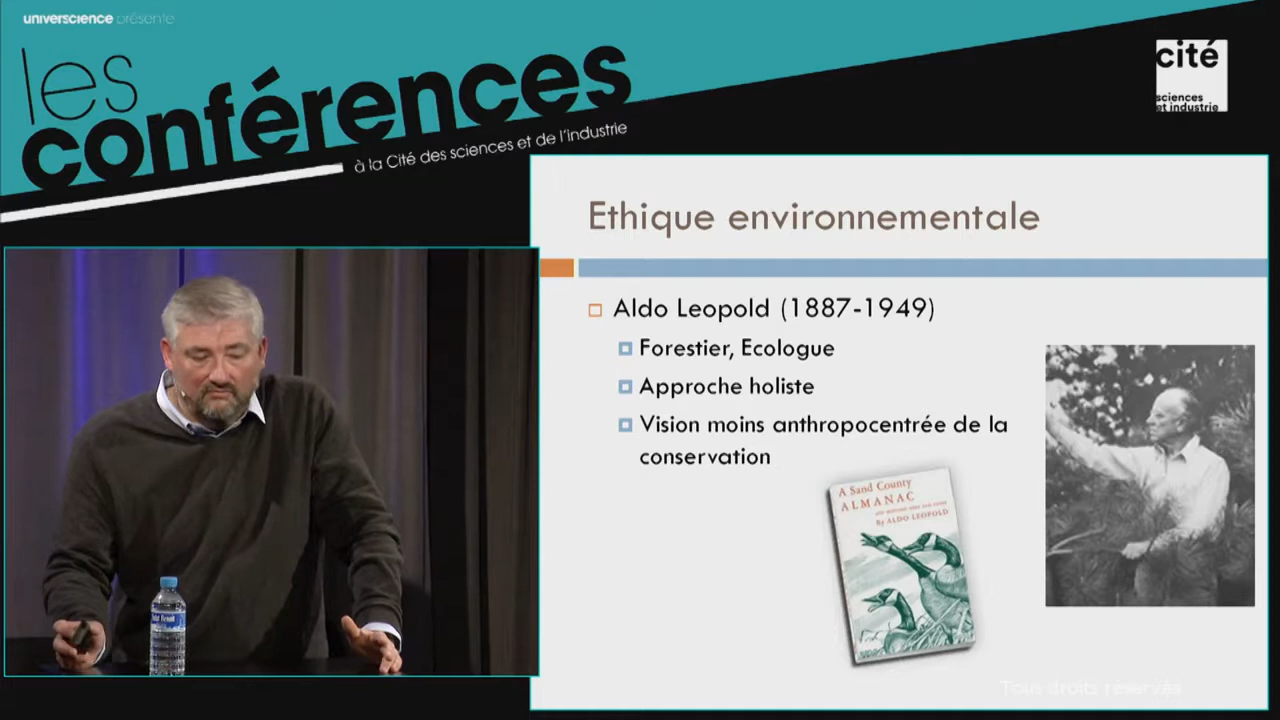 universcience présente
les
conférences
à la Cité des sciences et de l'industrie
cité
sciences
et industrie
Ethique environnementale
Aldo Leopold (1887-1949)
Forestier, Ecologue
Approche holiste
Vision moins anthropocentrée de la
conservation
A Sand County
ALMANAC
By ALDO LEOPOLD
Tous droits réservés